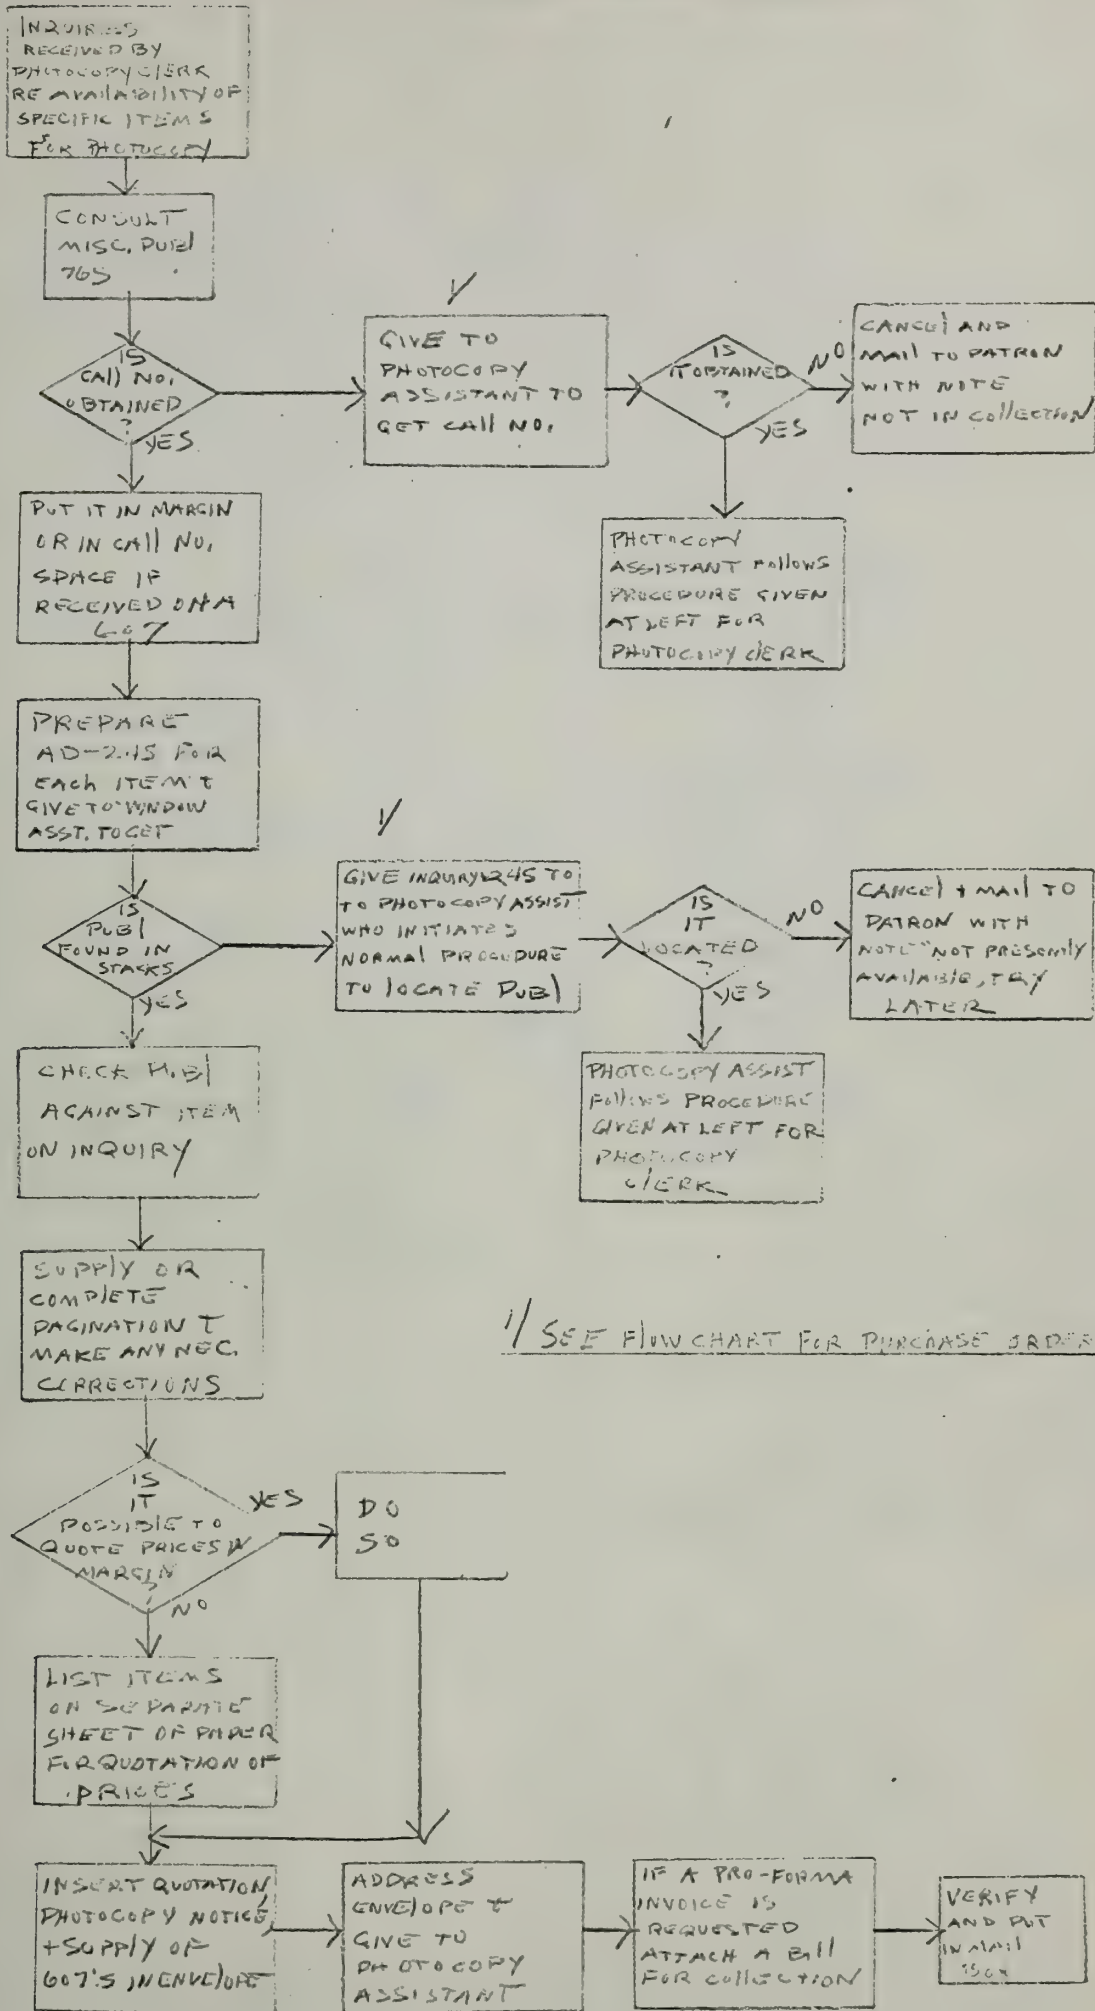 INQUIRIES
RECEIVED BY
PHOTOCOPY ClERK
RE AVAilABiliTY OF
SPECIFIC ITEMS
FOR PHOTOCOPY
CONSULT
MISC. PUBl
765
IS
CAll NO.
OBTAINED
?
YES
1/
GIVE TO
PHOTOCOPY
ASSISTANT TO
GET CAll NO.
IS
IT OBTAINED
?
NO
YES
CANCEl AND
MAIl TO PATRON
WITH NOTE
NOT IN COllECTION
PUT IT IN MARGIN
OR IN CAll NO.
SPACE IF
RECEIVED ON A
607
PHOTOCOPY
ASSISTANT FOllOWS
PROCEDURE GIVEN
AT LEFT FOR
PHOTOCOPY ClERK
PREPARE
AD-245 FOR
EACh ITEM &
GIVE TO WINDOW
ASST. TO GET
IS
PUBl
FOUND IN
STACKS
YES
1/
GIVE INQUIRY & 245 TO
TO PHOTOCOPY ASSIST
WHO INITIATES
NORMAl PROCUDURE
TO lOCATE PUBl
IS
IT
LOCATED
?
NO
YES
CANCEl + MAIl TO
PATRON WITH
NOTE "NOT PRESENTlY
AVAIlABlE, TRY
LATER
CHECK PUBl
AGAINST ITEM
ON INQUIRY
PHOTOCOPY ASSIST
FOllOWS PROCEDURE
GIVEN AT LEFT FOR
PHOTOCOPY
ClERK
SUPPlY OR
COMPlETE
PAGINATION &
MAKE ANY NEC.
CORRECTIONS
1/ SEE FlOW CHART FOR PURCHASE ORDER
IS
IT
POSSIBlE TO
QUOTE PRICES IN
MARGIN
?
YES
NO
DO
SO
LIST ITEMS
ON SEPARATE
SHEET OF PAPER
FOR QUOTATION OF
PRICES
INSERT QUOTATION,
PHOTOCOPY NOTICE,
+ SUPPlY OF
607'S IN ENVElOPE
ADDRESS
ENVElOPE &
GIVE TO
PHOTOCOPY
ASSISTANT
IF A PRO-FORMA
INVOICE IS
REQUESTED
ATTACH A BIll
FOR COllECTION
VERIFY
AND PUT
IN MAIl
BOX